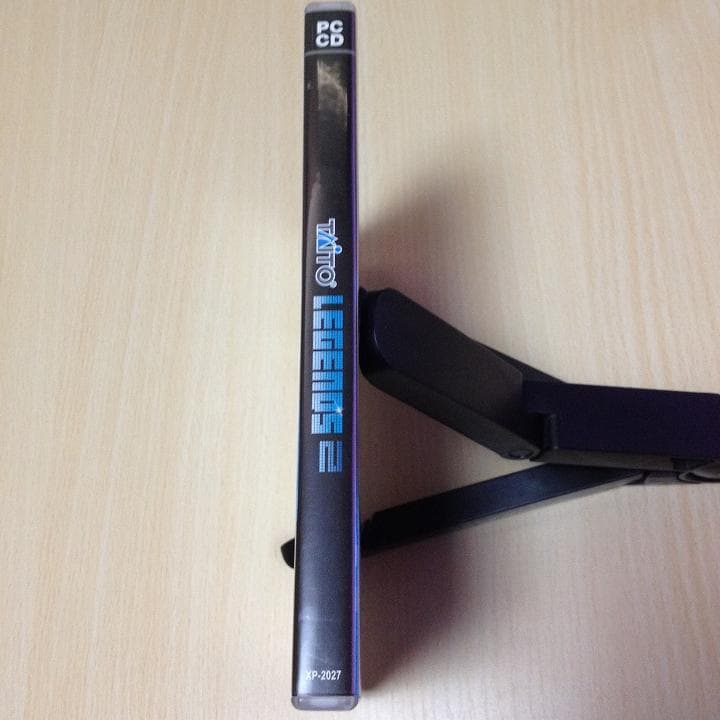 PC
CD
TAITO®
LEGENDS 2
XP-2027